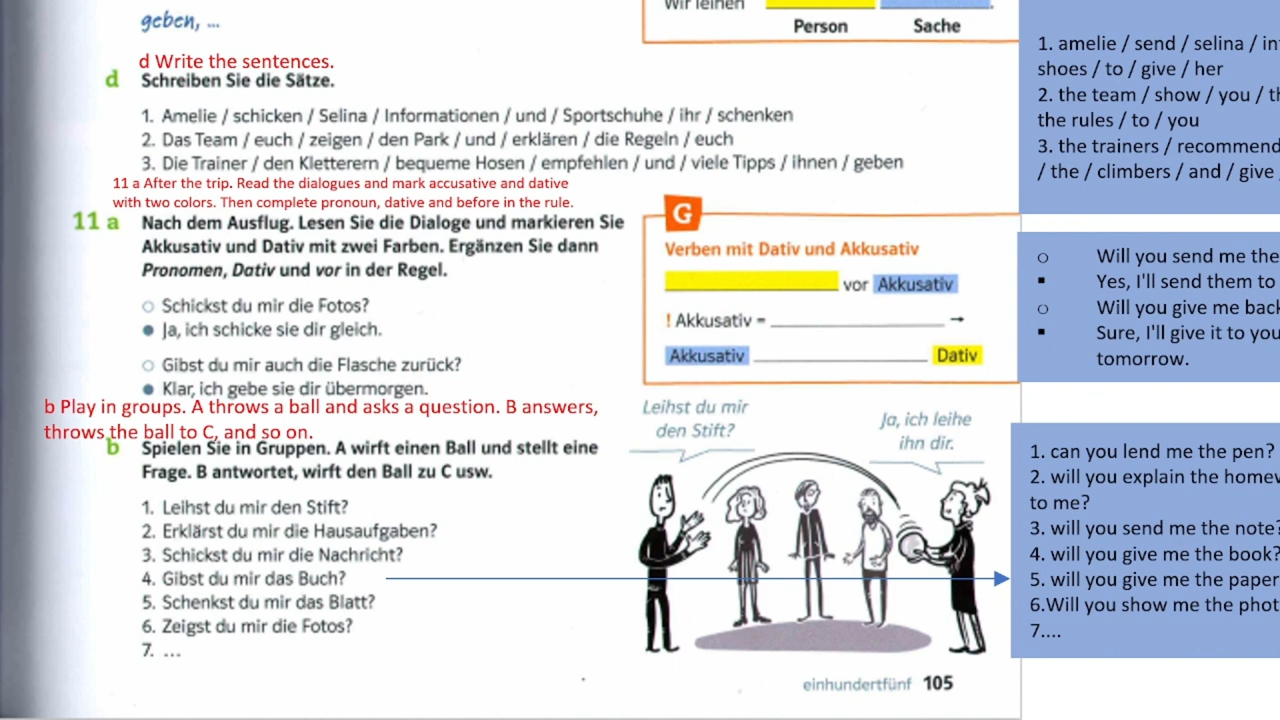 geben, ...
Wir leihen
Person Sache
d Write the sentences.
d Schreiben Sie die Sätze.
1. Amelie / schicken / Selina / Informationen / und / Sportschuhe / ihr / schenken
2. Das Team / euch / zeigen / den Park / und / erklären / die Regeln / euch
3. Die Trainer / den Kletterern / bequeme Hosen / empfehlen / und / viele Tipps / ihnen / geben
1. amelie / send / selina /
shoes / to / give / her
2. the team / show / you /
the rules / to / you
3. the trainers / recommend
/ the / climbers / and / give
11 a After the trip. Read the dialogues and mark accusative and dative
with two colors. Then complete pronoun, dative and before in the rule.
11 a Nach dem Ausflug. Lesen Sie die Dialoge und markieren Sie
Akkusativ und Dativ mit zwei Farben. Ergänzen Sie dann
Pronomen, Dativ und vor in der Regel.
Schickst du mir die Fotos?
Ja, ich schicke sie dir gleich.
Gibst du mir auch die Flasche zurück?
Klar, ich gebe sie dir übermorgen.
G
Verben mit Dativ und Akkusativ
vor Akkusativ
! Akkusativ = →
Akkusativ Dativ
Will you send me the
Yes, I'll send them to
Will you give me back
Sure, I'll give it to you
tomorrow.
b Play in groups. A throws a ball and asks a question. B answers,
throws the ball to C, and so on.
b Spielen Sie in Gruppen. A wirft einen Ball und stellt eine
Frage. B antwortet, wirft den Ball zu C usw.
1. Leihst du mir den Stift?
2. Erklärst du mir die Hausaufgaben?
3. Schickst du mir die Nachricht?
4. Gibst du mir das Buch?
5. Schenkst du mir das Blatt?
6. Zeigst du mir die Fotos?
7. ...
Leihst du mir
den Stift?
Ja, ich leihe
ihn dir.
1. can you lend me the pen?
2. will you explain the
to me?
3. will you send me the note?
4. will you give me the book?
5. will you give me the paper
6.Will you show me the
7....
einhundertfünf 105